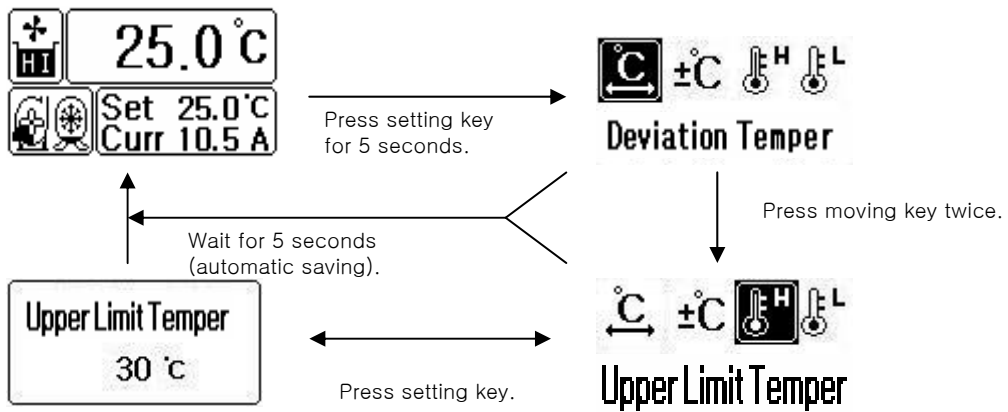 HI
25.0℃
Set 25.0℃
Curr 10.5 A
Press setting key
for 5 seconds.
℃ ±℃ H L
Deviation Temper
Press moving key twice.
Wait for 5 seconds
(automatic saving).
Upper Limit Temper
30 ℃
Press setting key.
℃ ±℃ H L
Upper Limit Temper